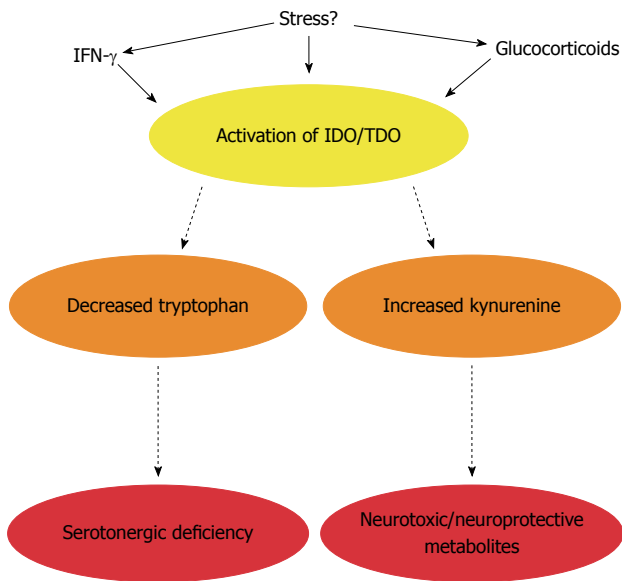 Stress?
IFN-γ
Glucocorticoids
Activation of IDO/TDO
Decreased tryptophan
Increased kynurenine
Serotonergic deficiency
Neurotoxic/neuroprotective
metabolites